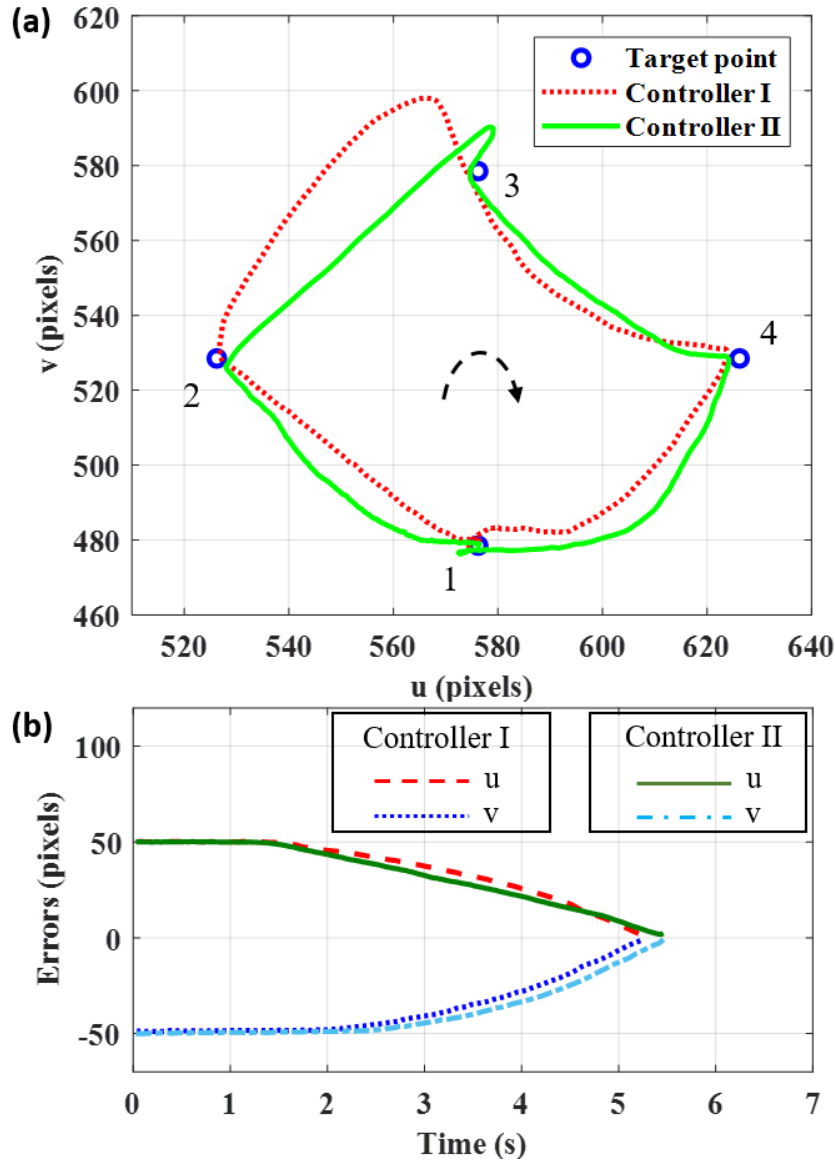 (a)
620
600
580
560
540
520
500
480
460
v (pixels)
Target point
Controller I
Controller II
3
4
2
1
520 540 560 580 600 620 640
u (pixels)
(b)
100
50
0
-50
Errors (pixels)
Controller I
u
v
Controller II
u
v
0 1 2 3 4 5 6 7
Time (s)